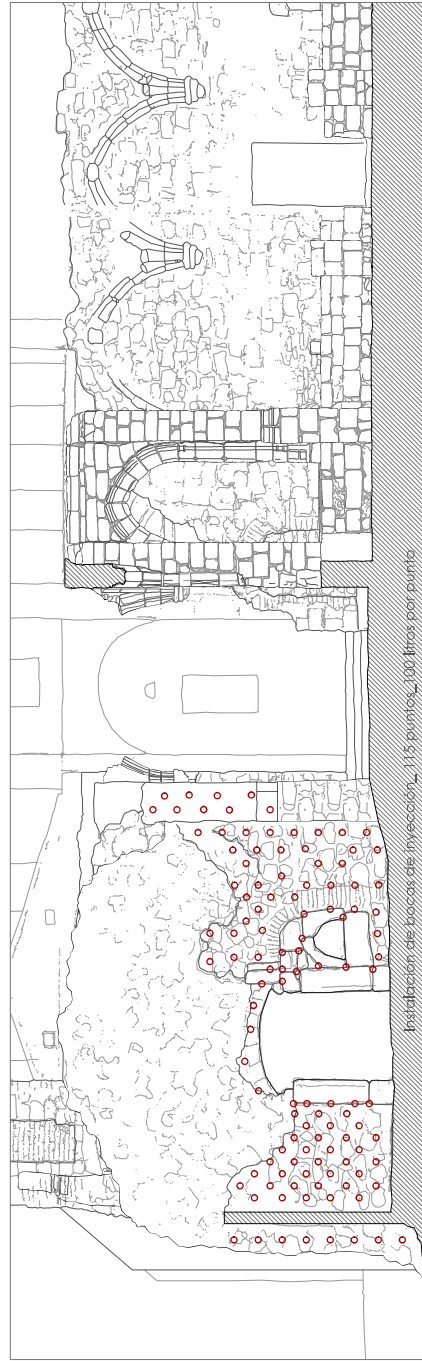 Instalación de bocas de inyección_115 puntos_100 litros por punto